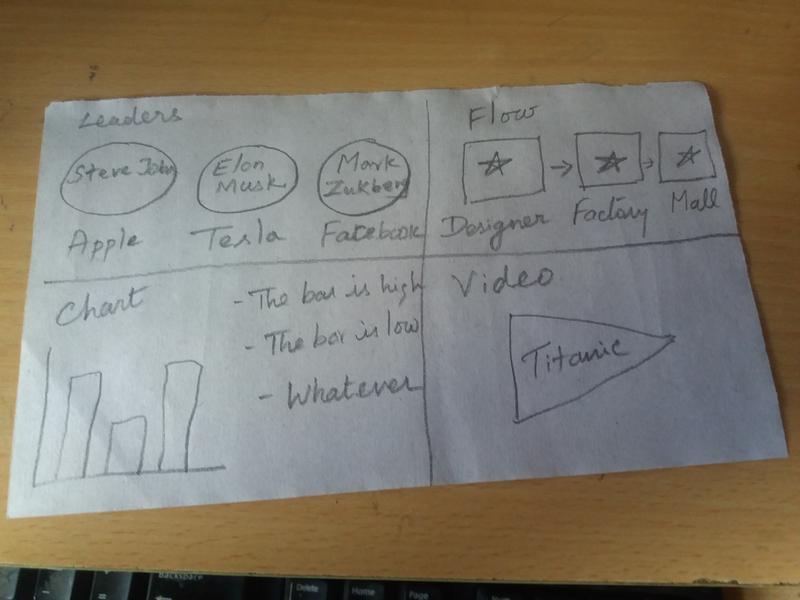 Leaders
Steve Jobs
Elon
Musk
Mark
Zukberg
Apple
Tesla
Facebook
Flow
Designer
Factory
Mall
Chart
- The bar is high
- The bar is low
- Whatever
Video
Titanic
Backspace
Delete
Home
Page